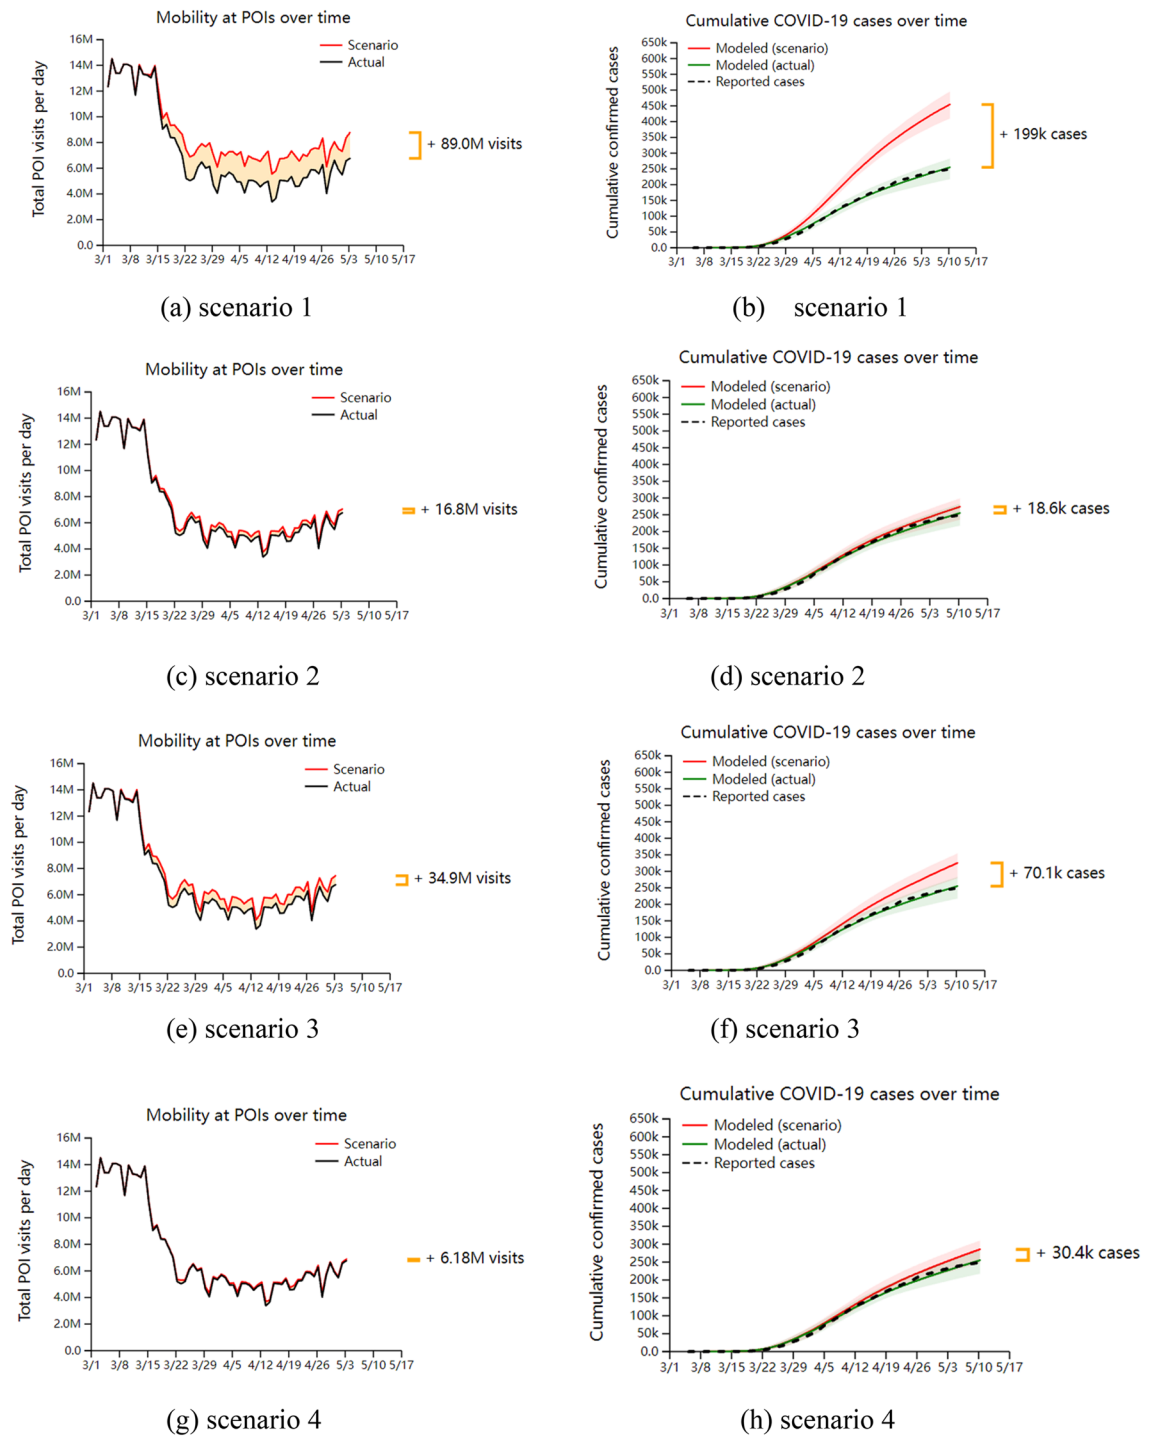 Mobility at POIs over time
Total POI visits per day
16M
14M
12M
10M
8.0M
6.0M
4.0M
2.0M
0.0
3/1 3/8 3/15 3/22 3/29 4/5 4/12 4/19 4/26 5/3 5/10 5/17
Scenario
Actual
+ 89.0M visits
(a) scenario 1
Cumulative COVID-19 cases over time
Cumulative confirmed cases
650k
600k
550k
500k
450k
400k
350k
300k
250k
200k
150k
100k
50k
0.0
3/1 3/8 3/15 3/22 3/29 4/5 4/12 4/19 4/26 5/3 5/10 5/17
Modeled (scenario)
Modeled (actual)
Reported cases
+ 199k cases
(b) scenario 1
Mobility at POIs over time
Total POI visits per day
16M
14M
12M
10M
8.0M
6.0M
4.0M
2.0M
0.0
3/1 3/8 3/15 3/22 3/29 4/5 4/12 4/19 4/26 5/3 5/10 5/17
Scenario
Actual
+ 16.8M visits
(c) scenario 2
Cumulative COVID-19 cases over time
Cumulative confirmed cases
650k
600k
550k
500k
450k
400k
350k
300k
250k
200k
150k
100k
50k
0.0
3/1 3/8 3/15 3/22 3/29 4/5 4/12 4/19 4/26 5/3 5/10 5/17
Modeled (scenario)
Modeled (actual)
Reported cases
+ 18.6k cases
(d) scenario 2
Mobility at POIs over time
Total POI visits per day
16M
14M
12M
10M
8.0M
6.0M
4.0M
2.0M
0.0
3/1 3/8 3/15 3/22 3/29 4/5 4/12 4/19 4/26 5/3 5/10 5/17
Scenario
Actual
+ 34.9M visits
(e) scenario 3
Cumulative COVID-19 cases over time
Cumulative confirmed cases
650k
600k
550k
500k
450k
400k
350k
300k
250k
200k
150k
100k
50k
0.0
3/1 3/8 3/15 3/22 3/29 4/5 4/12 4/19 4/26 5/3 5/10 5/17
Modeled (scenario)
Modeled (actual)
Reported cases
+ 70.1k cases
(f) scenario 3
Mobility at POIs over time
Total POI visits per day
16M
14M
12M
10M
8.0M
6.0M
4.0M
2.0M
0.0
3/1 3/8 3/15 3/22 3/29 4/5 4/12 4/19 4/26 5/3 5/10 5/17
Scenario
Actual
+ 6.18M visits
(g) scenario 4
Cumulative COVID-19 cases over time
Cumulative confirmed cases
650k
600k
550k
500k
450k
400k
350k
300k
250k
200k
150k
100k
50k
0.0
3/1 3/8 3/15 3/22 3/29 4/5 4/12 4/19 4/26 5/3 5/10 5/17
Modeled (scenario)
Modeled (actual)
Reported cases
+ 30.4k cases
(h) scenario 4